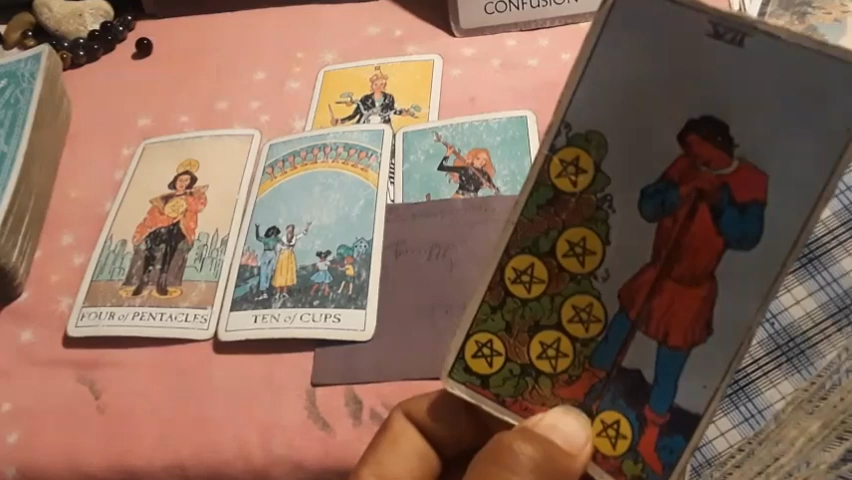 CONFUSION
VII
FOUR OF PENTACLES
TEN of CUPS